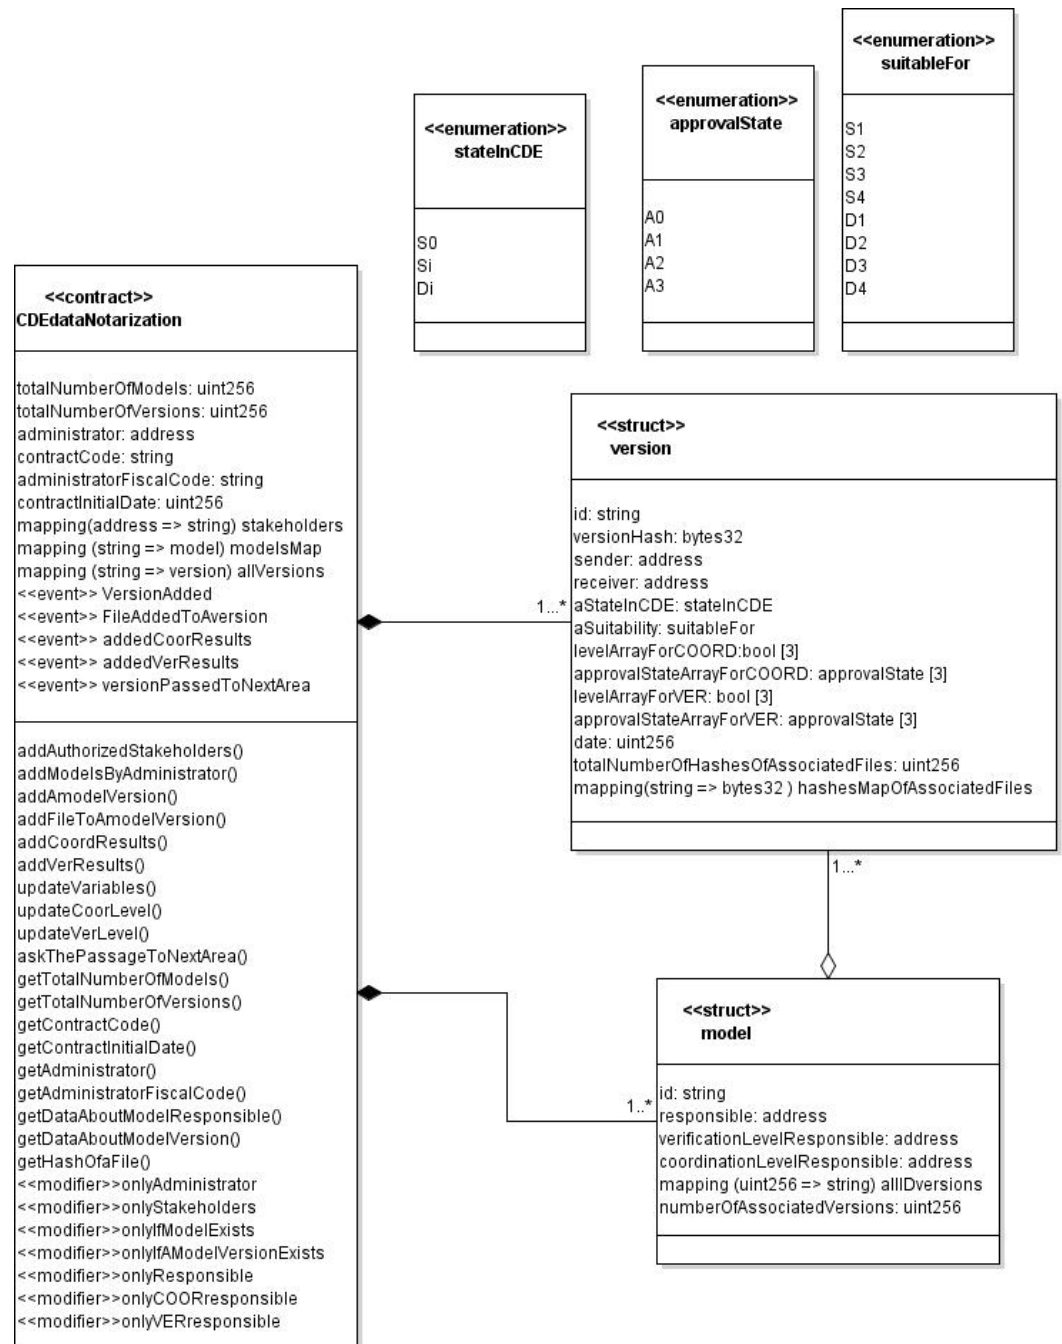 <<enumeration>>
stateInCDE
S0
Si
Di
<<enumeration>>
approvalState
A0
A1
A2
A3
<<enumeration>>
suitableFor
S1
S2
S3
S4
D1
D2
D3
D4
<<contract>>
CDEdataNotarization
totalNumberOfModels: uint256
totalNumberOfVersions: uint256
administrator: address
contractCode: string
administratorFiscalCode: string
contractInitialDate: uint256
mapping(address => string) stakeholders
mapping (string => model) modelsMap
mapping (string => version) allVersions
<<event>> VersionAdded
<<event>> FileAddedToAversion
<<event>> addedCoorResults
<<event>> addedVerResults
<<event>> versionPassedToNextArea
addAuthorizedStakeholders()
addModelsByAdministrator()
addAmodelVersion()
addFileToAmodelVersion()
addCoordResults()
addVerResults()
updateVariables()
updateCoorLevel()
updateVerLevel()
askThePassageToNextArea()
getTotalNumberOfModels()
getTotalNumberOfVersions()
getContractCode()
getContractInitialDate()
getAdministrator()
getAdministratorFiscalCode()
getDataAboutModelResponsible()
getDataAboutModelVersion()
getHashOfaFile()
<<modifier>>onlyAdministrator
<<modifier>>onlyStakeholders
<<modifier>>onlyIfModelExists
<<modifier>>onlyIfAModelVersionExists
<<modifier>>onlyResponsible
<<modifier>>onlyCOORresponsible
<<modifier>>onlyVERresponsible
1...*
<<struct>>
version
id: string
versionHash: bytes32
sender: address
receiver: address
aStateInCDE: stateInCDE
aSuitability: suitableFor
levelArrayForCOORD:bool [3]
approvalStateArrayForCOORD: approvalState [3]
levelArrayForVER: bool [3]
approvalStateArrayForVER: approvalState [3]
date: uint256
totalNumberOfHashesOfAssociatedFiles: uint256
mapping(string => bytes32 ) hashesMapOfAssociatedFiles
1...*
1..*
<<struct>>
model
id: string
responsible: address
verificationLevelResponsible: address
coordinationLevelResponsible: address
mapping (uint256 => string) allIDversions
numberOfAssociatedVersions: uint256